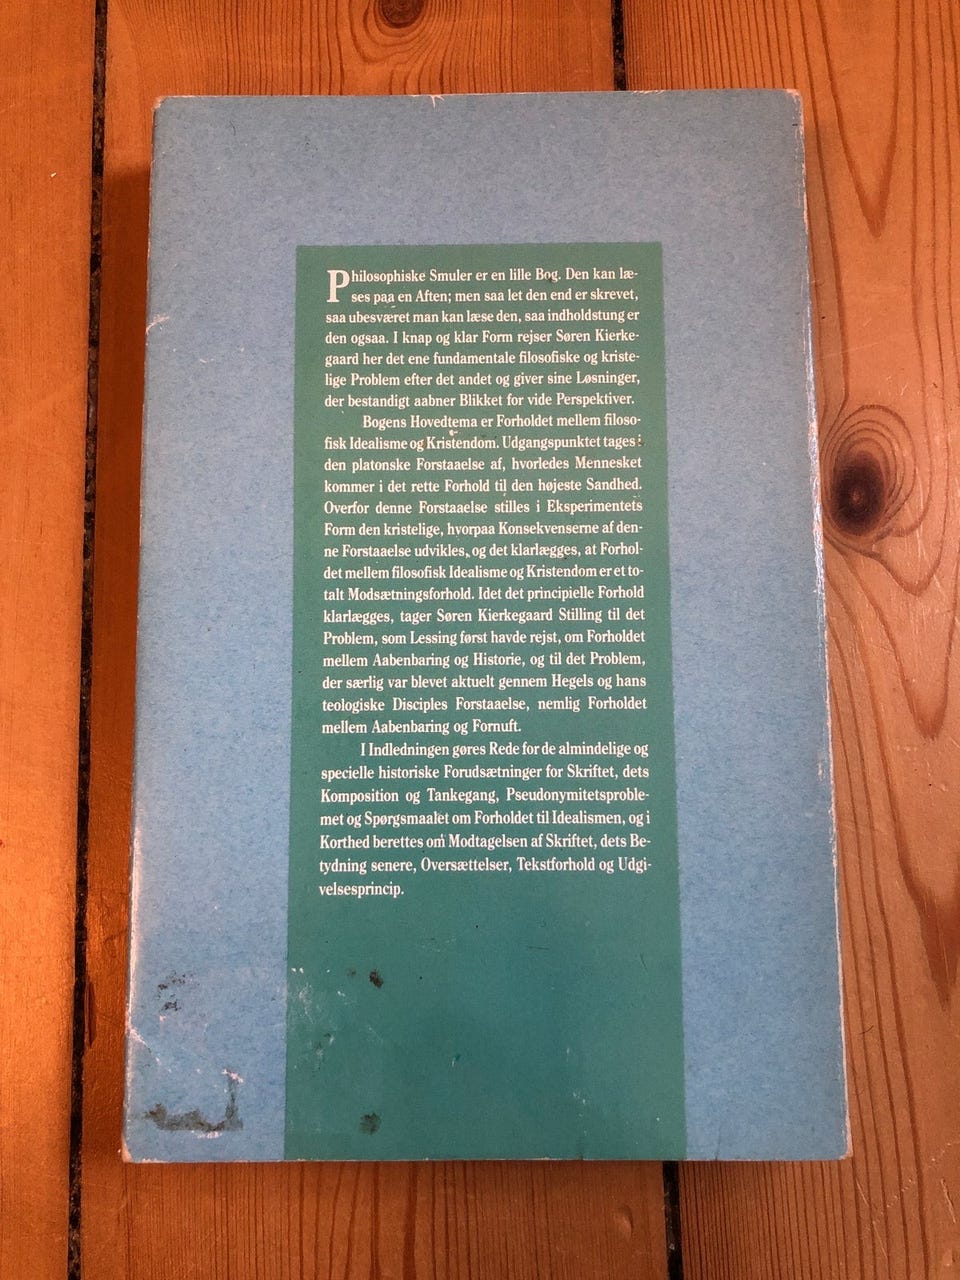 Philosophiske Smuler er en lille Bog. Den kan læ-
ses paa en Aften; men saa let den end er skrevet,
saa ubesværet man kan læse den, saa indholdstung er
den ogsaa. I knap og klar Form rejser Søren Kierke-
gaard her det ene fundamentale filosofiske og kriste-
lige Problem efter det andet og giver sine Løsninger,
der bestandigt aabner Blikket for vide Perspektiver.
Bogens Hovedtema er Forholdet mellem filoso-
fisk Idealisme og Kristendom. Udgangspunktet tages i
den platonske Forstaaelse af, hvorledes Mennesket
kommer i det rette Forhold til den højeste Sandhed.
Overfor denne Forstaaelse stilles i Eksperimentets
Form den kristelige, hvorpaa Konsekvenserne af den-
ne Forstaaelse udvikles, og det klarlægges, at Forhol-
det mellem filosofisk Idealisme og Kristendom er et to-
talt Modsætningsforhold. Idet det principielle Forhold
klarlægges, tager Søren Kierkegaard Stilling til det
Problem, som Lessing først havde rejst, om Forholdet
mellem Aabenbaring og Historie, og til det Problem,
der særlig var blevet aktuelt gennem Hegels og hans
teologiske Disciples Forstaaelse, nemlig Forholdet
mellem Aabenbaring og Fornuft.
I Indledningen gøres Rede for de almindelige og
specielle historiske Forudsætninger for Skriftet, dets
Komposition og Tankegang, Pseudonymitetsproble-
met og Spørgsmaalet om Forholdet til Idealismen, og i
Korthed berettes om Modtagelsen af Skriftet, dets Be-
tydning senere, Oversættelser, Tekstforhold og Udgi-
velsesprincip.